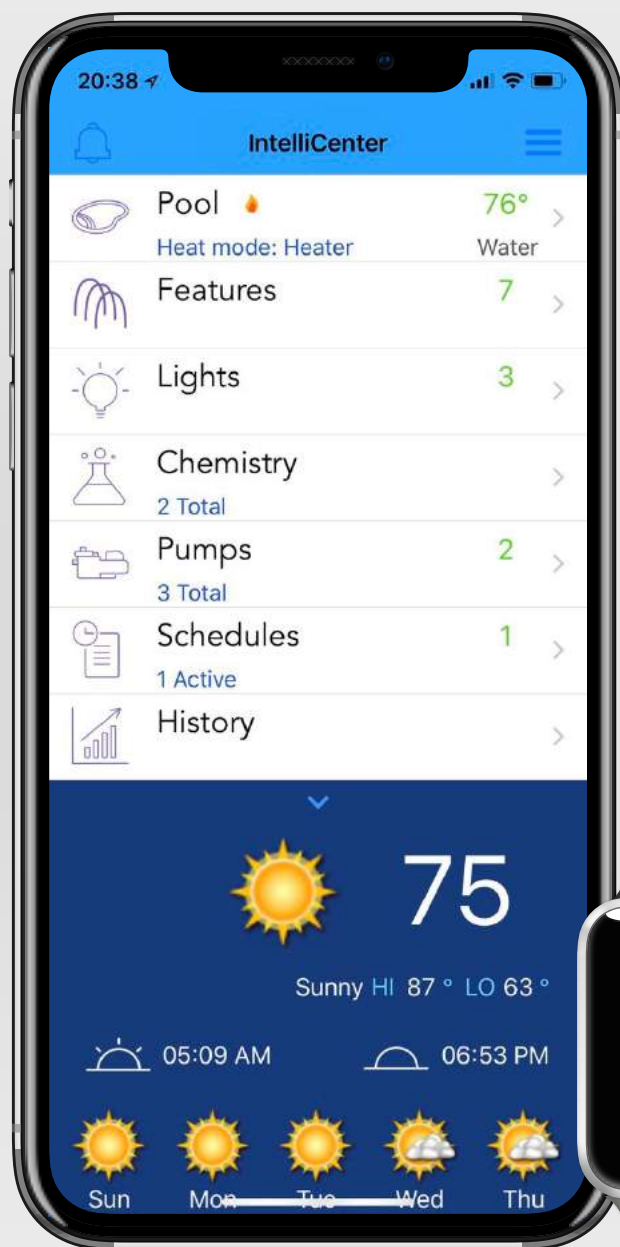 20:38
IntelliCenter
Pool 76°
Heat mode: Heater Water
Features 7
Lights 3
Chemistry
2 Total
Pumps 2
3 Total
Schedules 1
1 Active
History
75
Sunny HI 87 ° LO 63 °
05:09 AM 06:53 PM
Sun Mon Tue Wed Thu